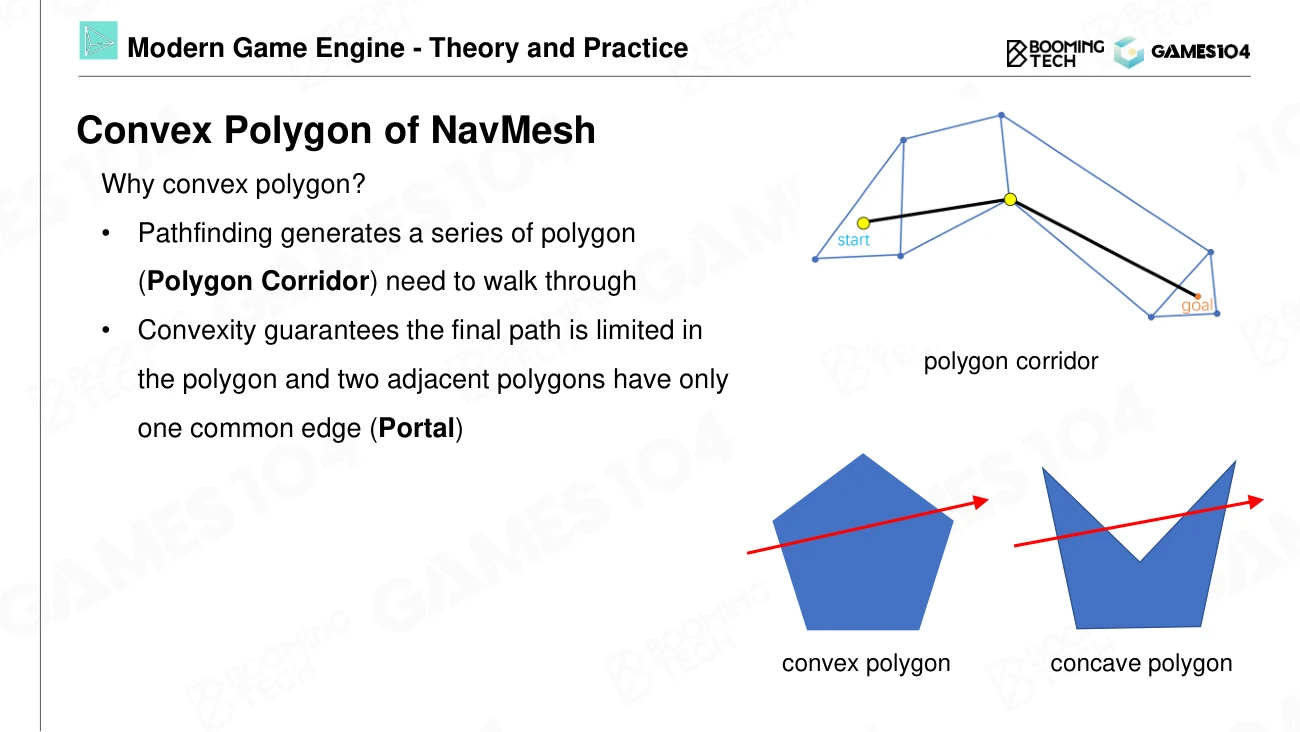 Modern Game Engine - Theory and Practice
BOOMING
TECH
GAMES104
Convex Polygon of NavMesh
Why convex polygon?
• Pathfinding generates a series of polygon
(Polygon Corridor) need to walk through
• Convexity guarantees the final path is limited in
the polygon and two adjacent polygons have only
one common edge (Portal)
start
goal
polygon corridor
convex polygon
concave polygon